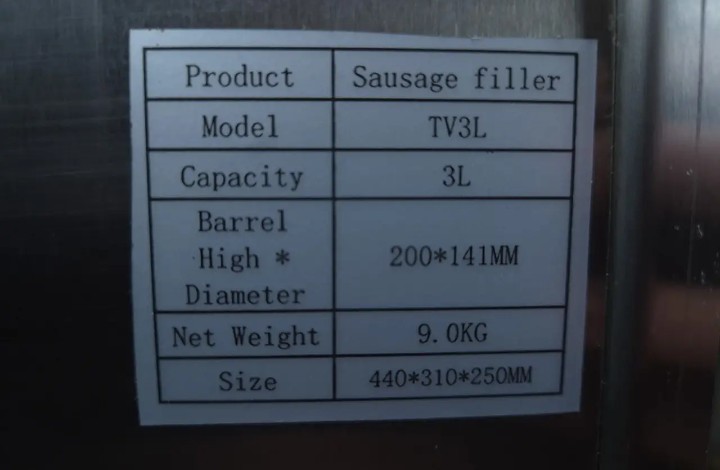 Product Sausage filler
Model TV3L
Capacity 3L
Barrel
High * 200*141MM
Diameter
Net Weight 9.0KG
Size 440*310*250MM